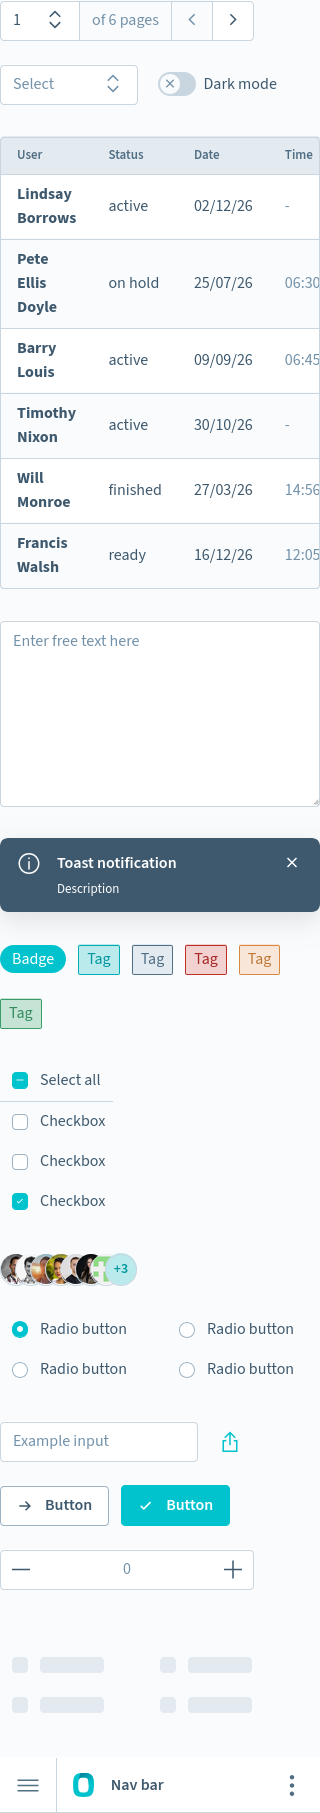 1 of 6 pages
Select Dark mode
User Status Date Time
Lindsay
Borrows
active 02/12/26 -
Pete
Ellis
Doyle
on hold 25/07/26 06:30
Barry
Louis
active 09/09/26 06:45
Timothy
Nixon
active 30/10/26 -
Will
Monroe
finished 27/03/26 14:56
Francis
Walsh
ready 16/12/26 12:05
Enter free text here
Toast notification
Description
Badge Tag Tag Tag Tag
Tag
Select all
Checkbox
Checkbox
Checkbox
+3
Radio button Radio button
Radio button Radio button
Example input
Button Button
0
Nav bar